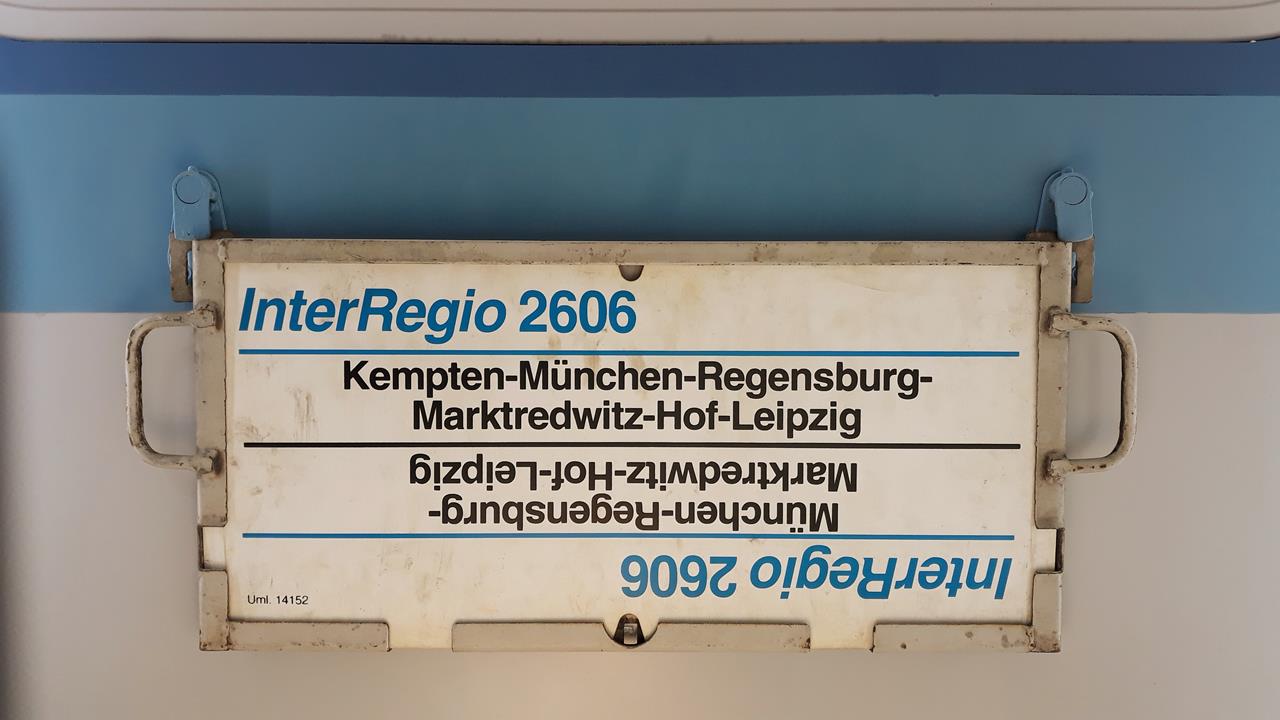 InterRegio 2606
Kempten-München-Regensburg-
Marktredwitz-Hof-Leipzig
InterRegio 2606
München-Regensburg-
Marktredwitz-Hof-Leipzig
Uml. 14152